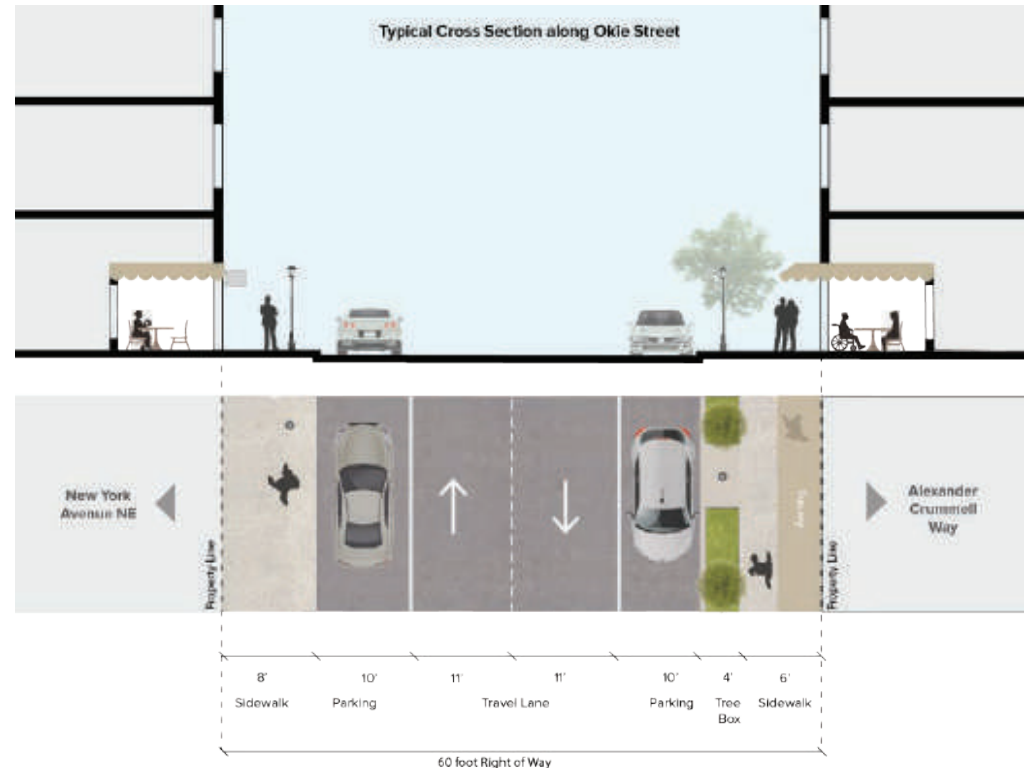 Typical Cross Section along Okie Street
New York
Avenue NE
Property Line
Awning
Property Line
Alexander
Crummell
Way
8' 10' 11' 11' 10' 4' 6'
Sidewalk Parking Travel Lane Parking Tree Sidewalk
Box
60 foot Right of Way